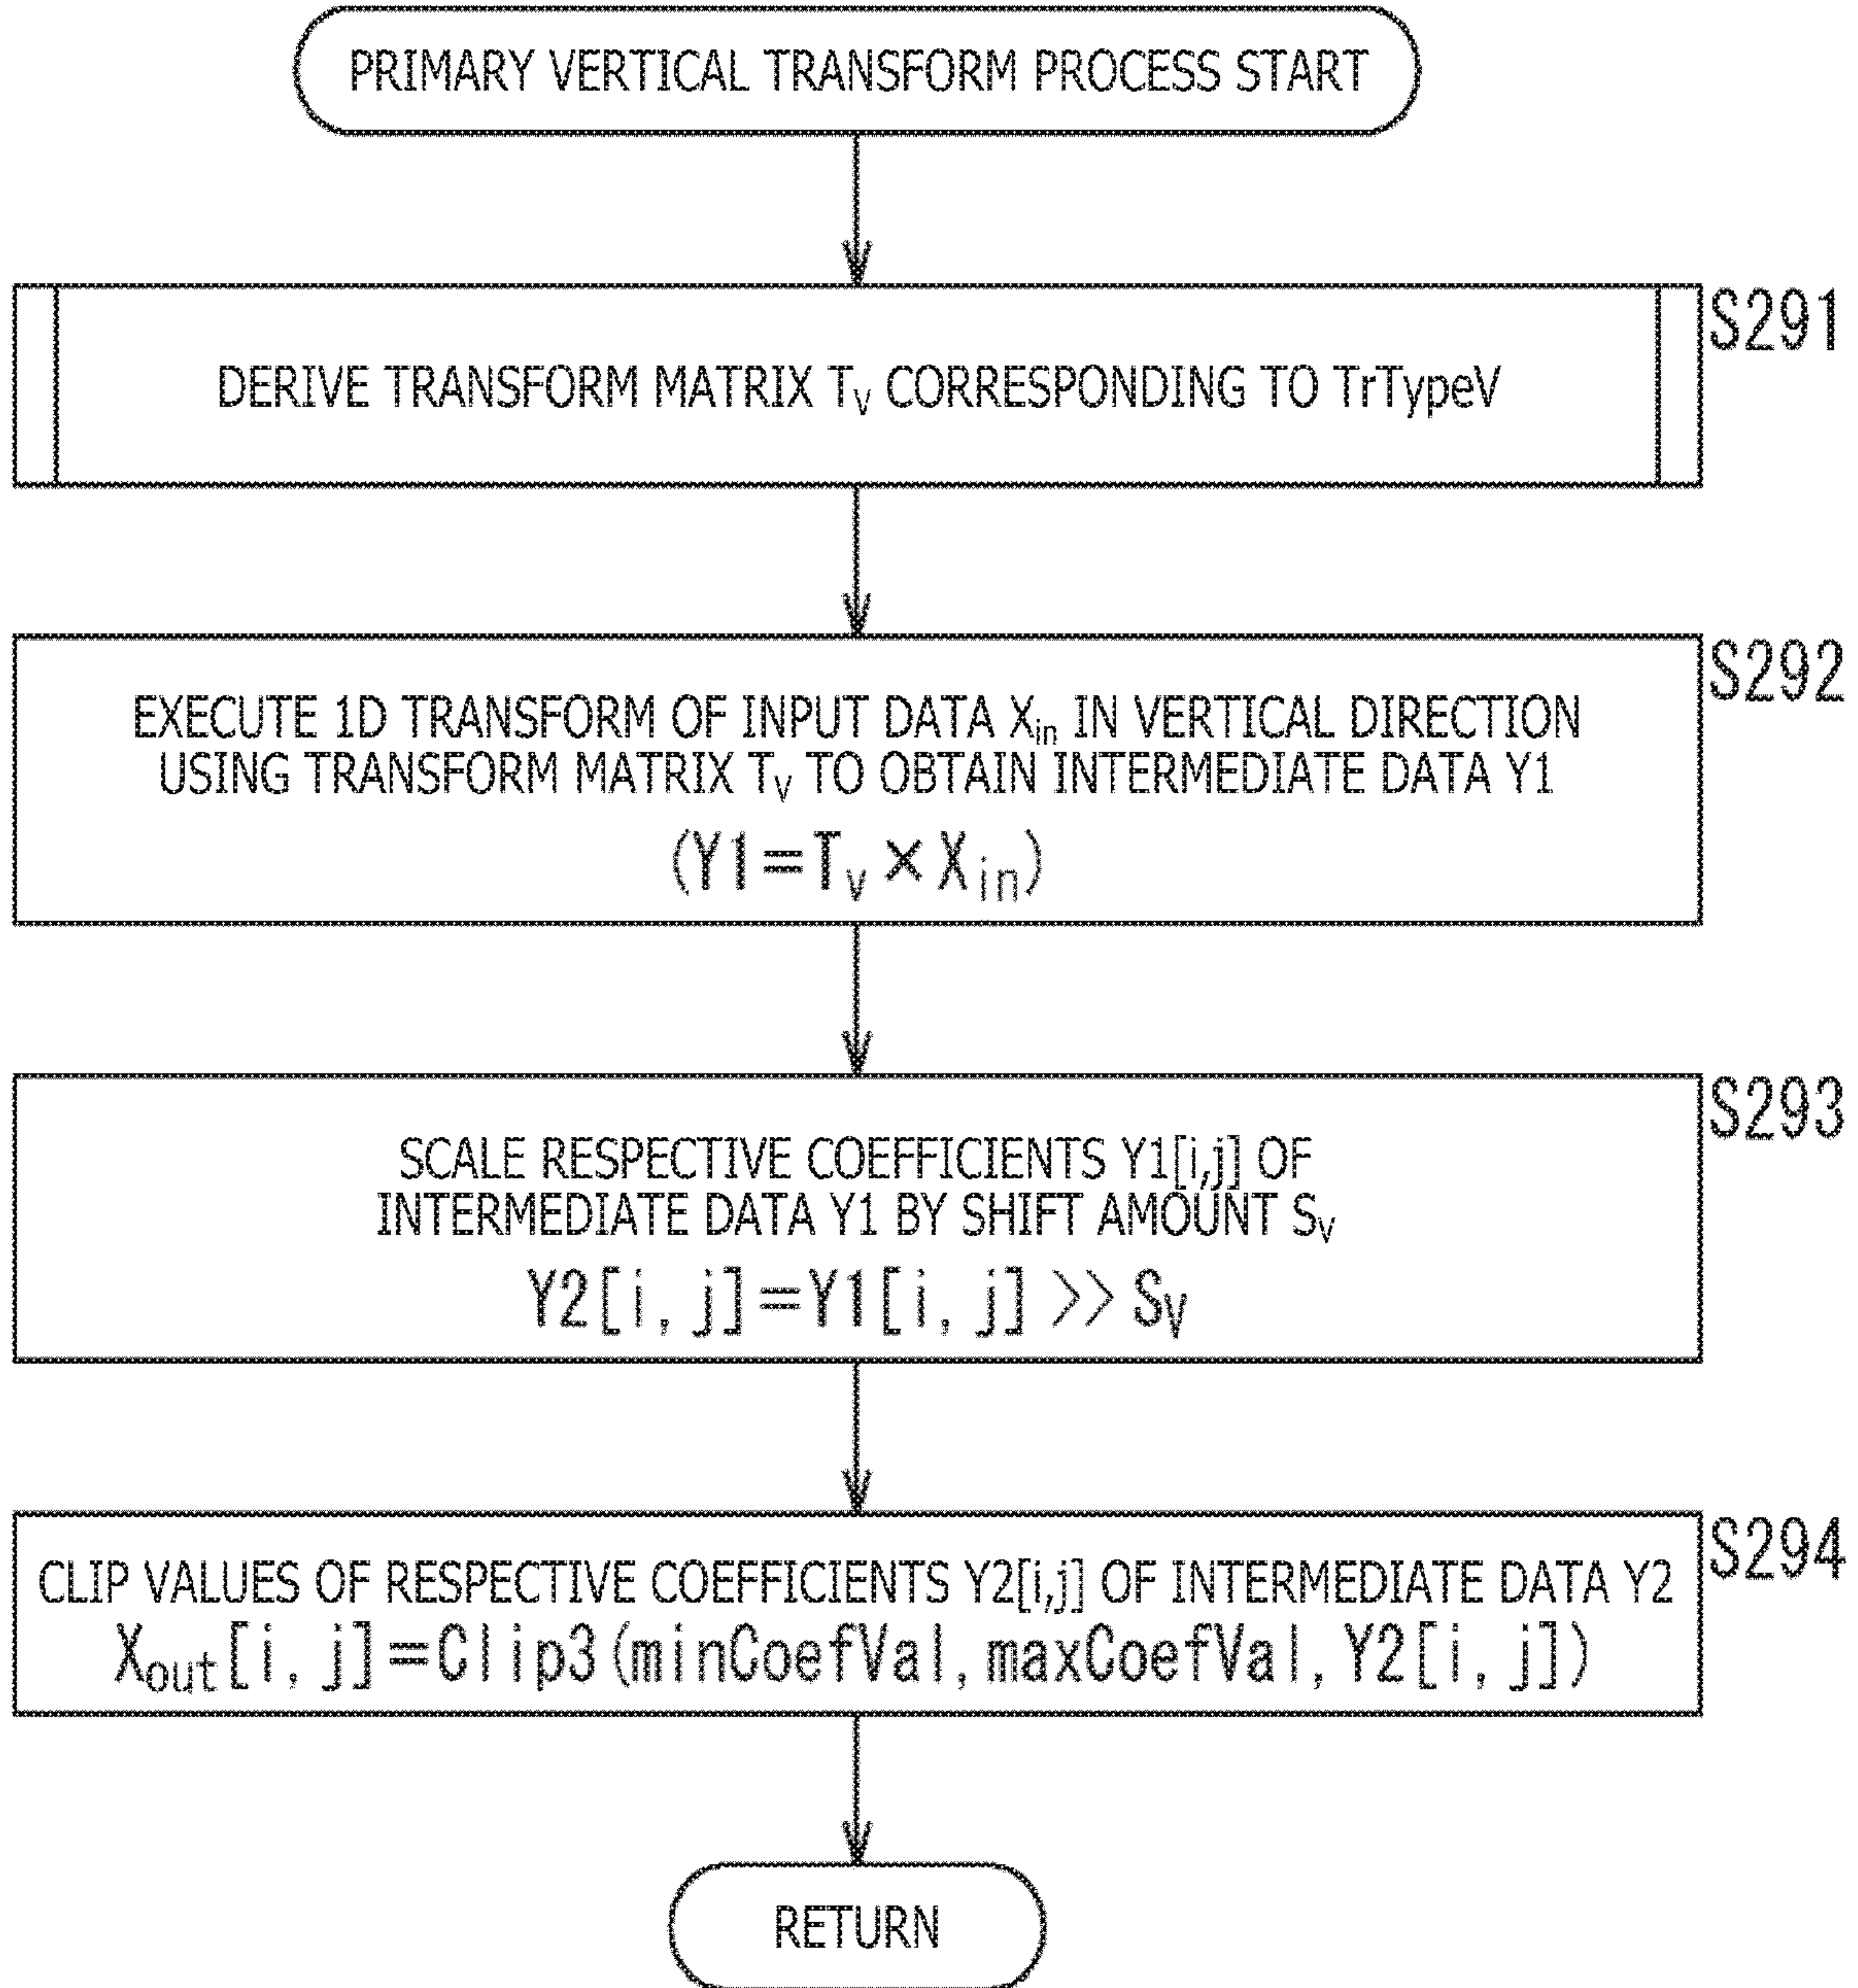 PRIMARY VERTICAL TRANSFORM PROCESS START
S291
DERIVE TRANSFORM MATRIX TV CORRESPONDING TO TrTypeV
S292
EXECUTE 1D TRANSFORM OF INPUT DATA Xin IN VERTICAL DIRECTION
USING TRANSFORM MATRIX TV TO OBTAIN INTERMEDIATE DATA Y1
(Y1=Tv×Xin)
S293
SCALE RESPECTIVE COEFFICIENTS Y1[i,j] OF
INTERMEDIATE DATA Y1 BY SHIFT AMOUNT SV
Y2[i, j]=Y1[i, j] >> SV
S294
CLIP VALUES OF RESPECTIVE COEFFICIENTS Y2[i,j] OF INTERMEDIATE DATA Y2
Xout[i, j]=Clip3(minCoefVal, maxCoefVal, Y2[i, j])
RETURN